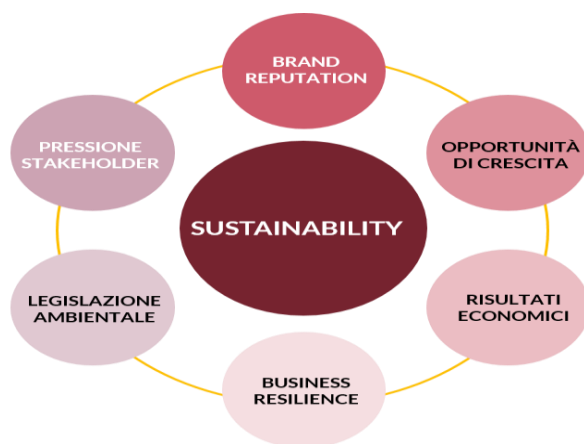 BRAND
REPUTATION
OPPORTUNITÀ
DI CRESCITA
RISULTATI
ECONOMICI
BUSINESS
RESILIENCE
LEGISLAZIONE
AMBIENTALE
PRESSIONE
STAKEHOLDER
SUSTAINABILITY